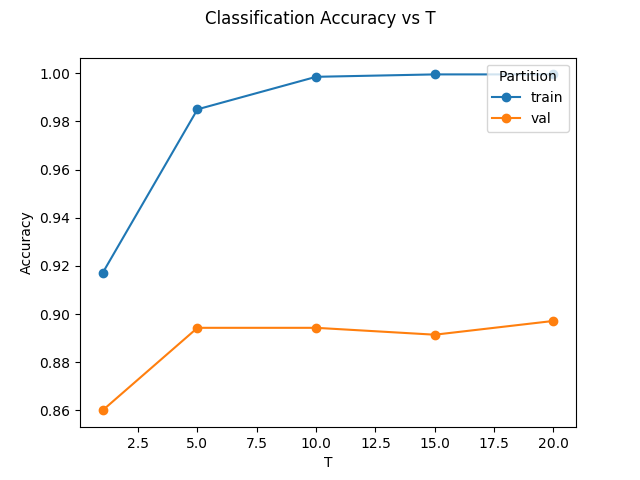 Classification Accuracy vs T
1.00
0.98
0.96
0.94
0.92
0.90
0.88
0.86
Accuracy
Partition
train
val
2.5 5.0 7.5 10.0 12.5 15.0 17.5 20.0
T